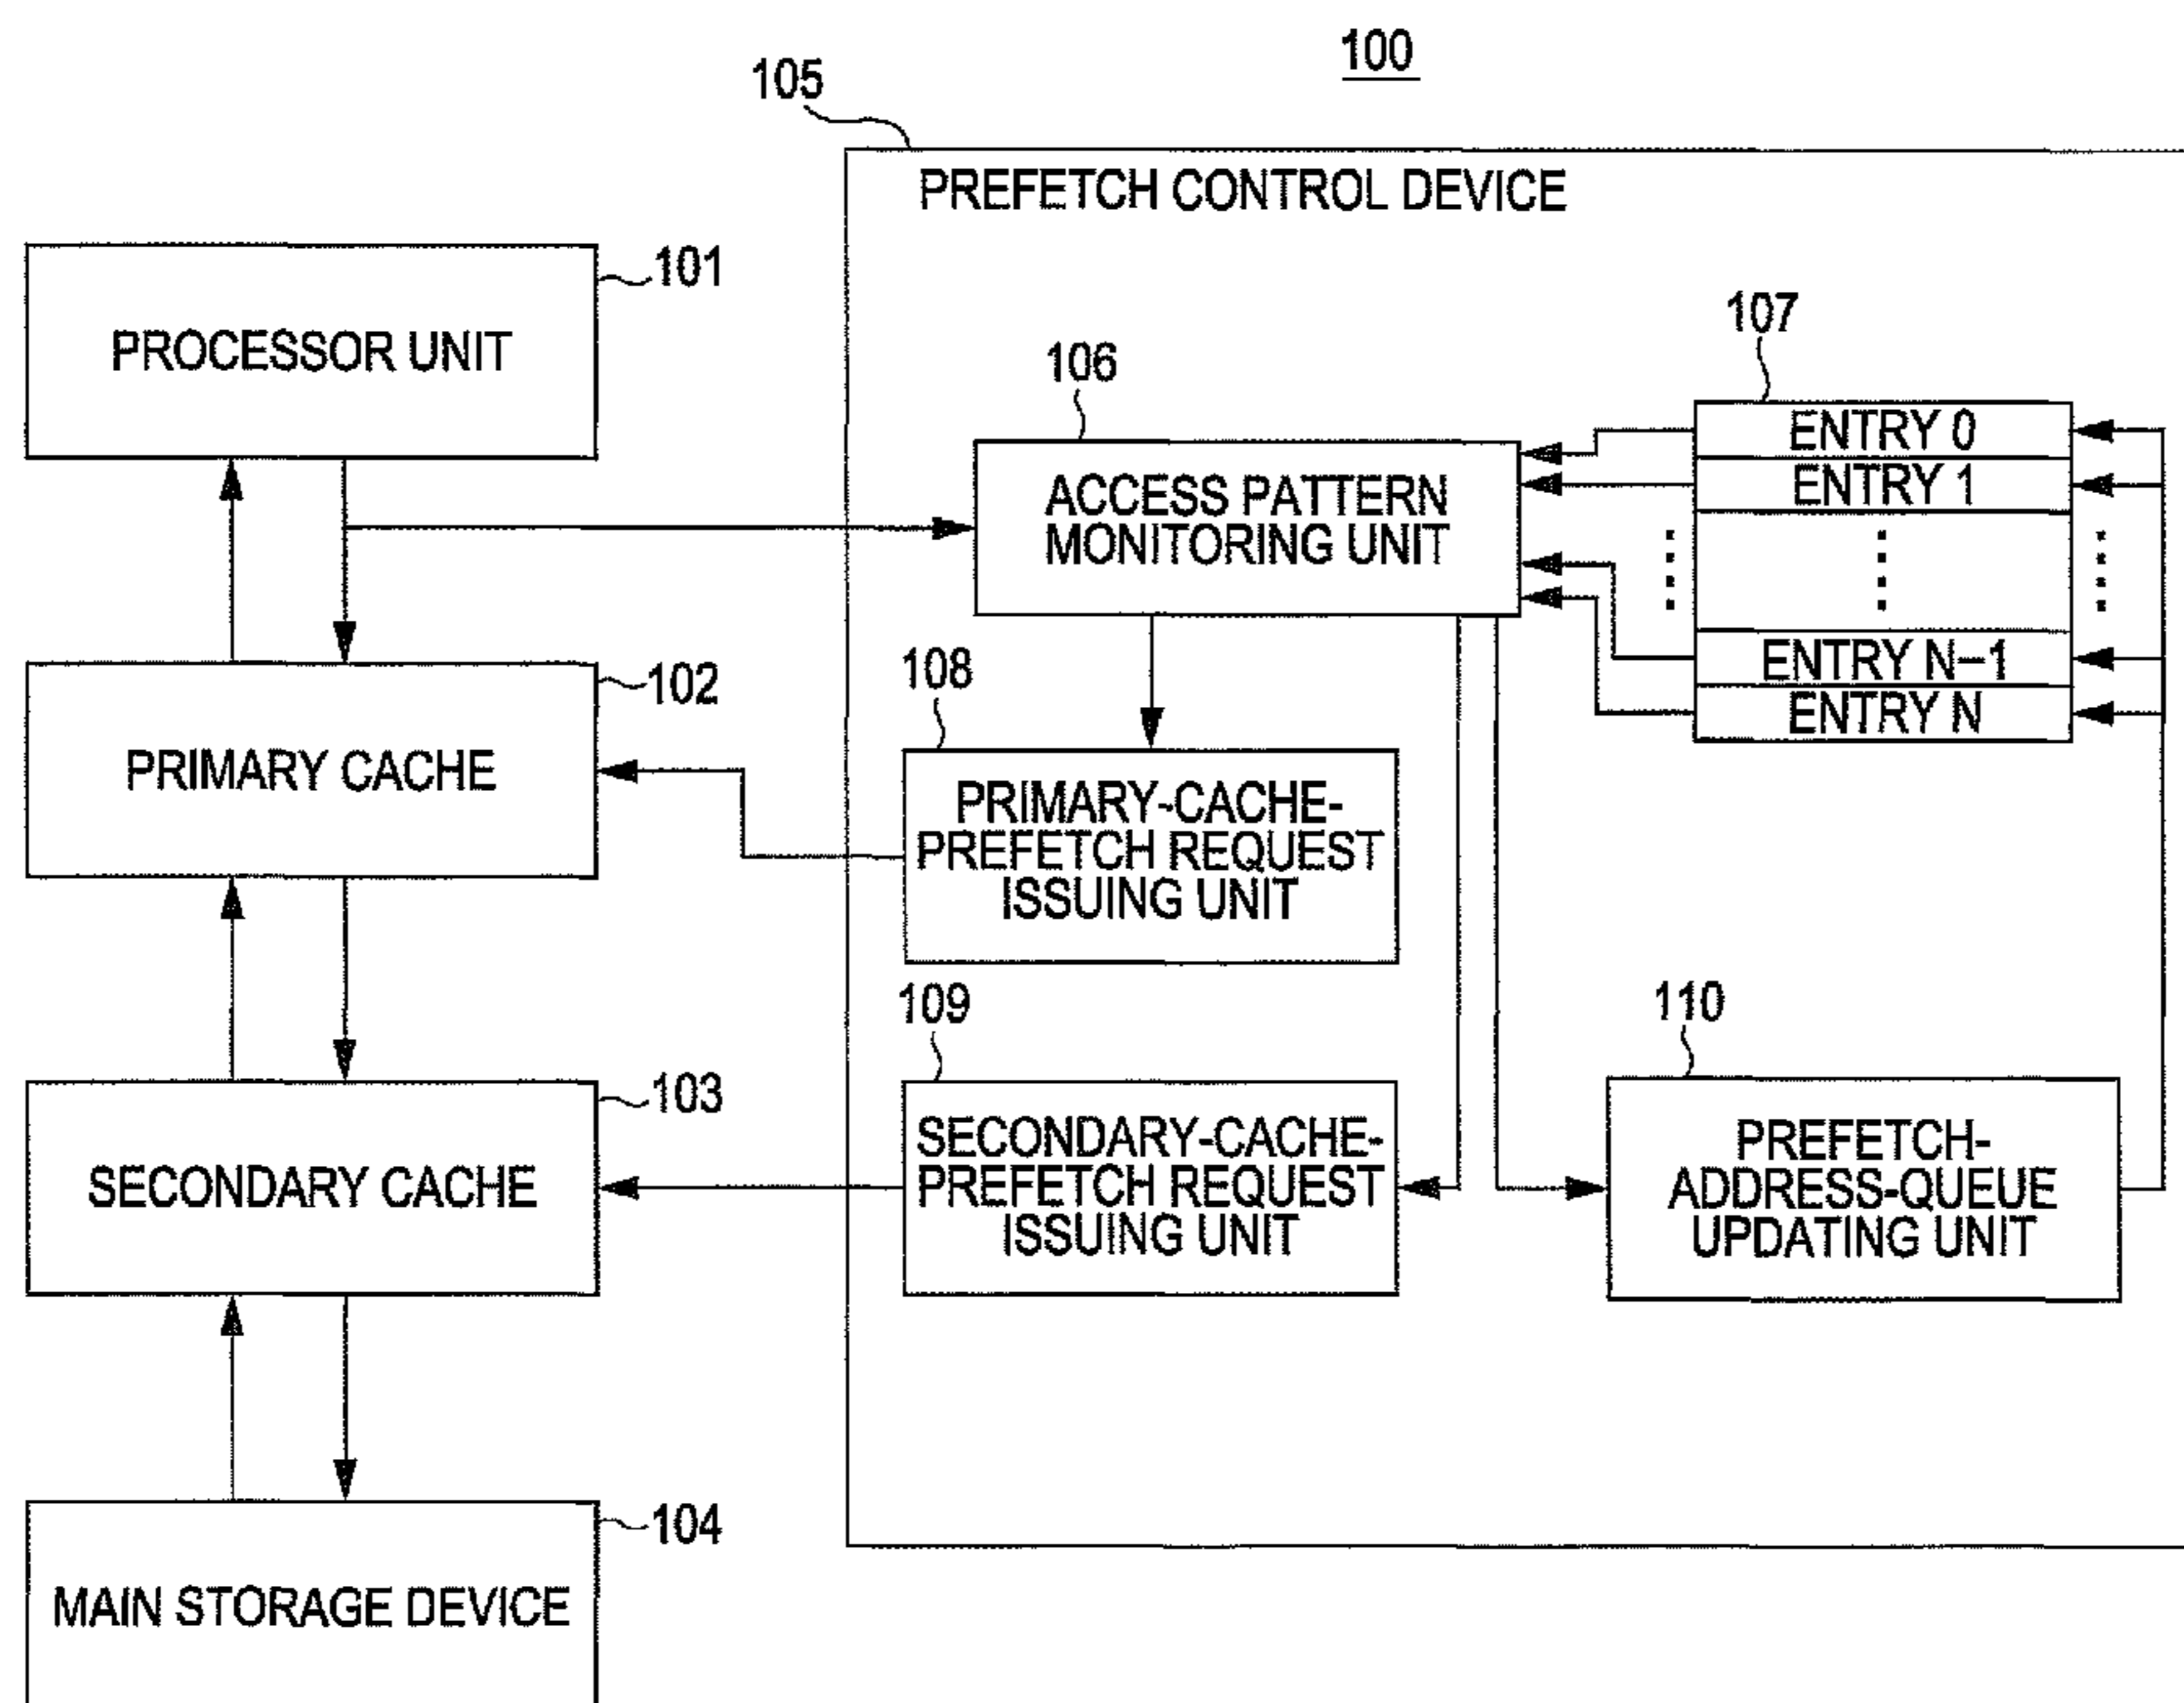 100
105
PREFETCH CONTROL DEVICE
101
PROCESSOR UNIT
107
106
ENTRY 0
ENTRY 1
ENTRY N-1
ENTRY N
ACCESS PATTERN
MONITORING UNIT
102
PRIMARY CACHE
108
PRIMARY-CACHE-
PREFETCH REQUEST
ISSUING UNIT
103
SECONDARY CACHE
109
SECONDARY-CACHE-
PREFETCH REQUEST
ISSUING UNIT
110
PREFETCH-
ADDRESS-QUEUE
UPDATING UNIT
104
MAIN STORAGE DEVICE